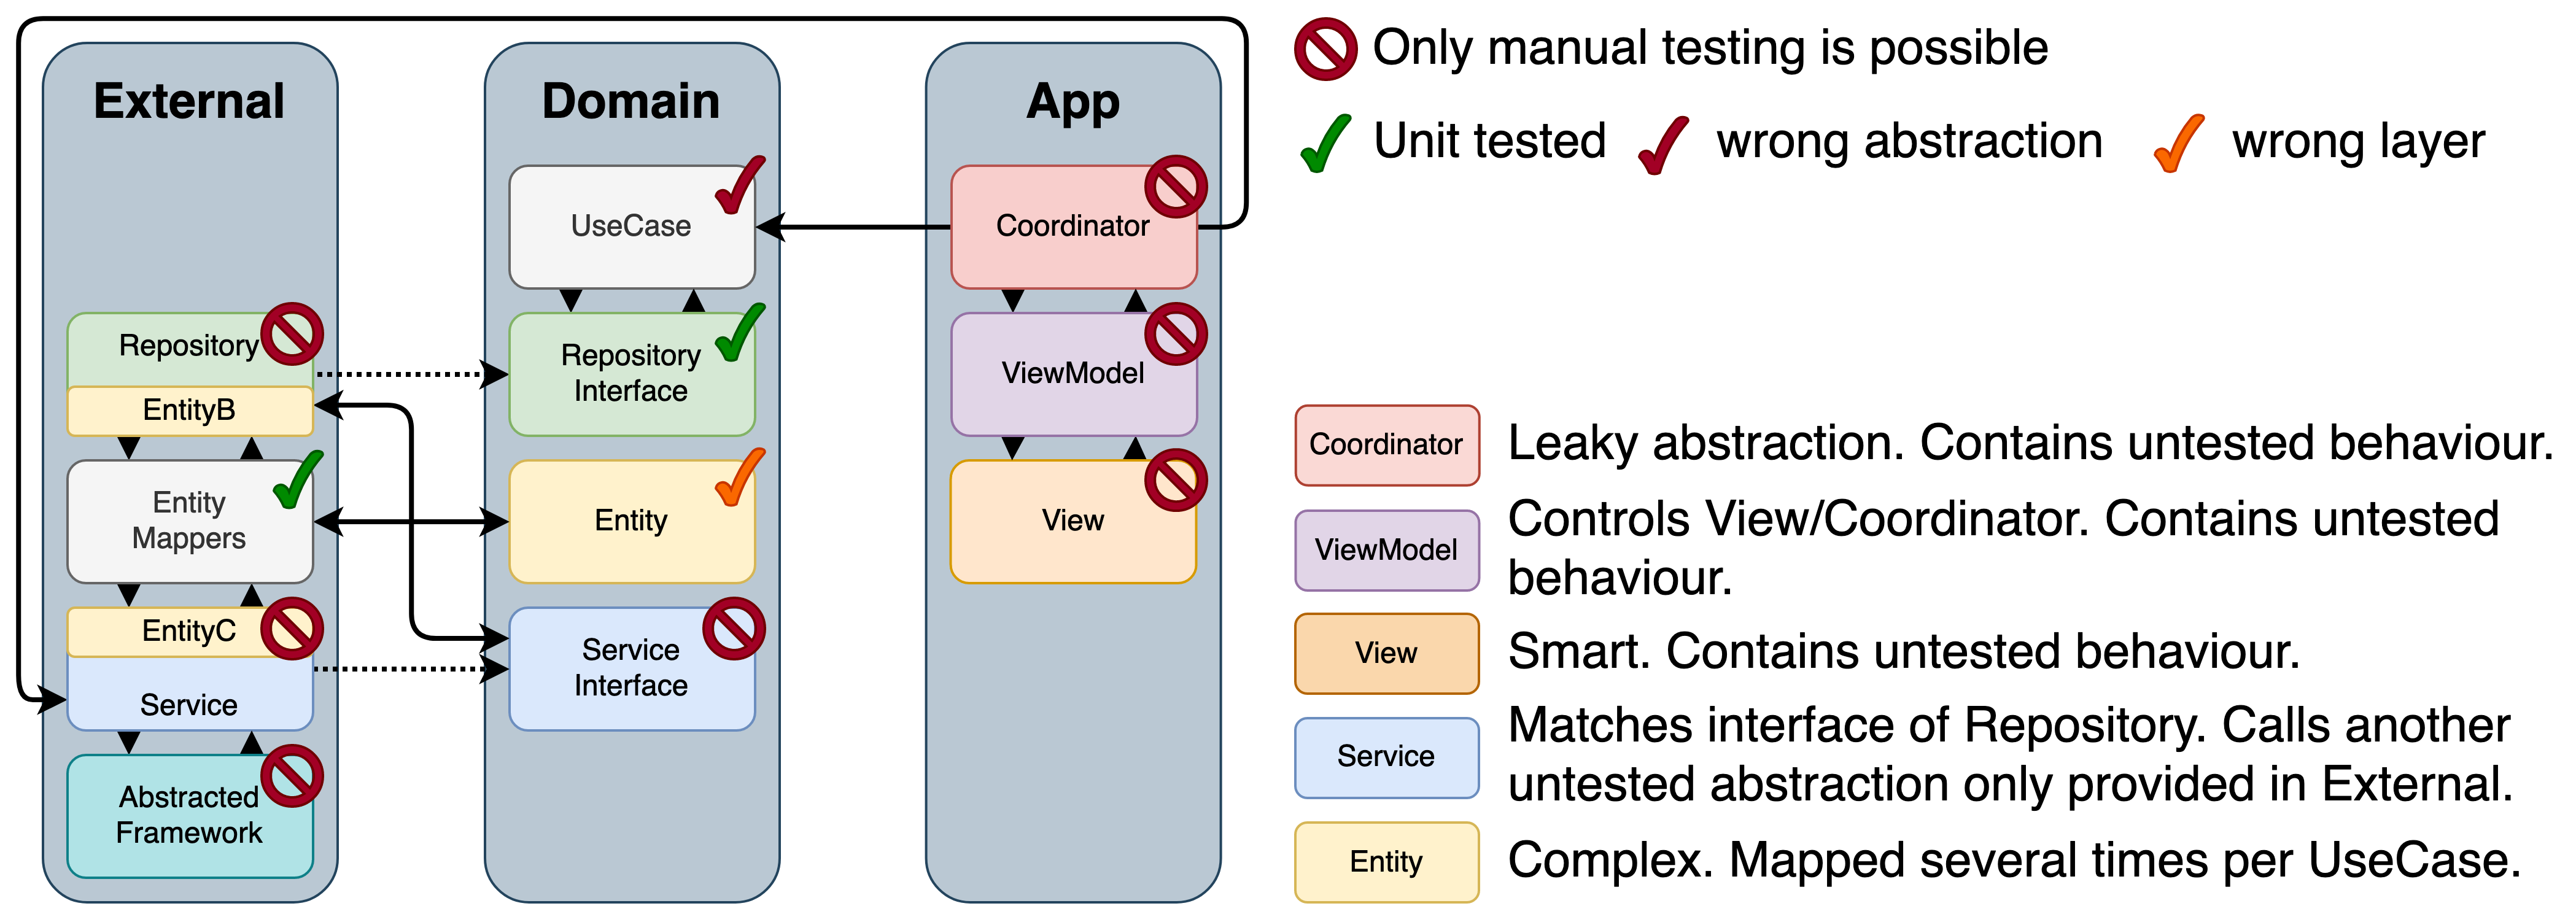 External
Repository
EntityB
Entity
Mappers
EntityC
Service
Abstracted
Framework
Domain
UseCase
Repository
Interface
Entity
Service
Interface
App
Coordinator
ViewModel
View
Only manual testing is possible
Unit tested
wrong abstraction
wrong layer
Coordinator
Leaky abstraction. Contains untested behaviour.
ViewModel
Controls View/Coordinator. Contains untested
behaviour.
View
Smart. Contains untested behaviour.
Service
Matches interface of Repository. Calls another
untested abstraction only provided in External.
Entity
Complex. Mapped several times per UseCase.